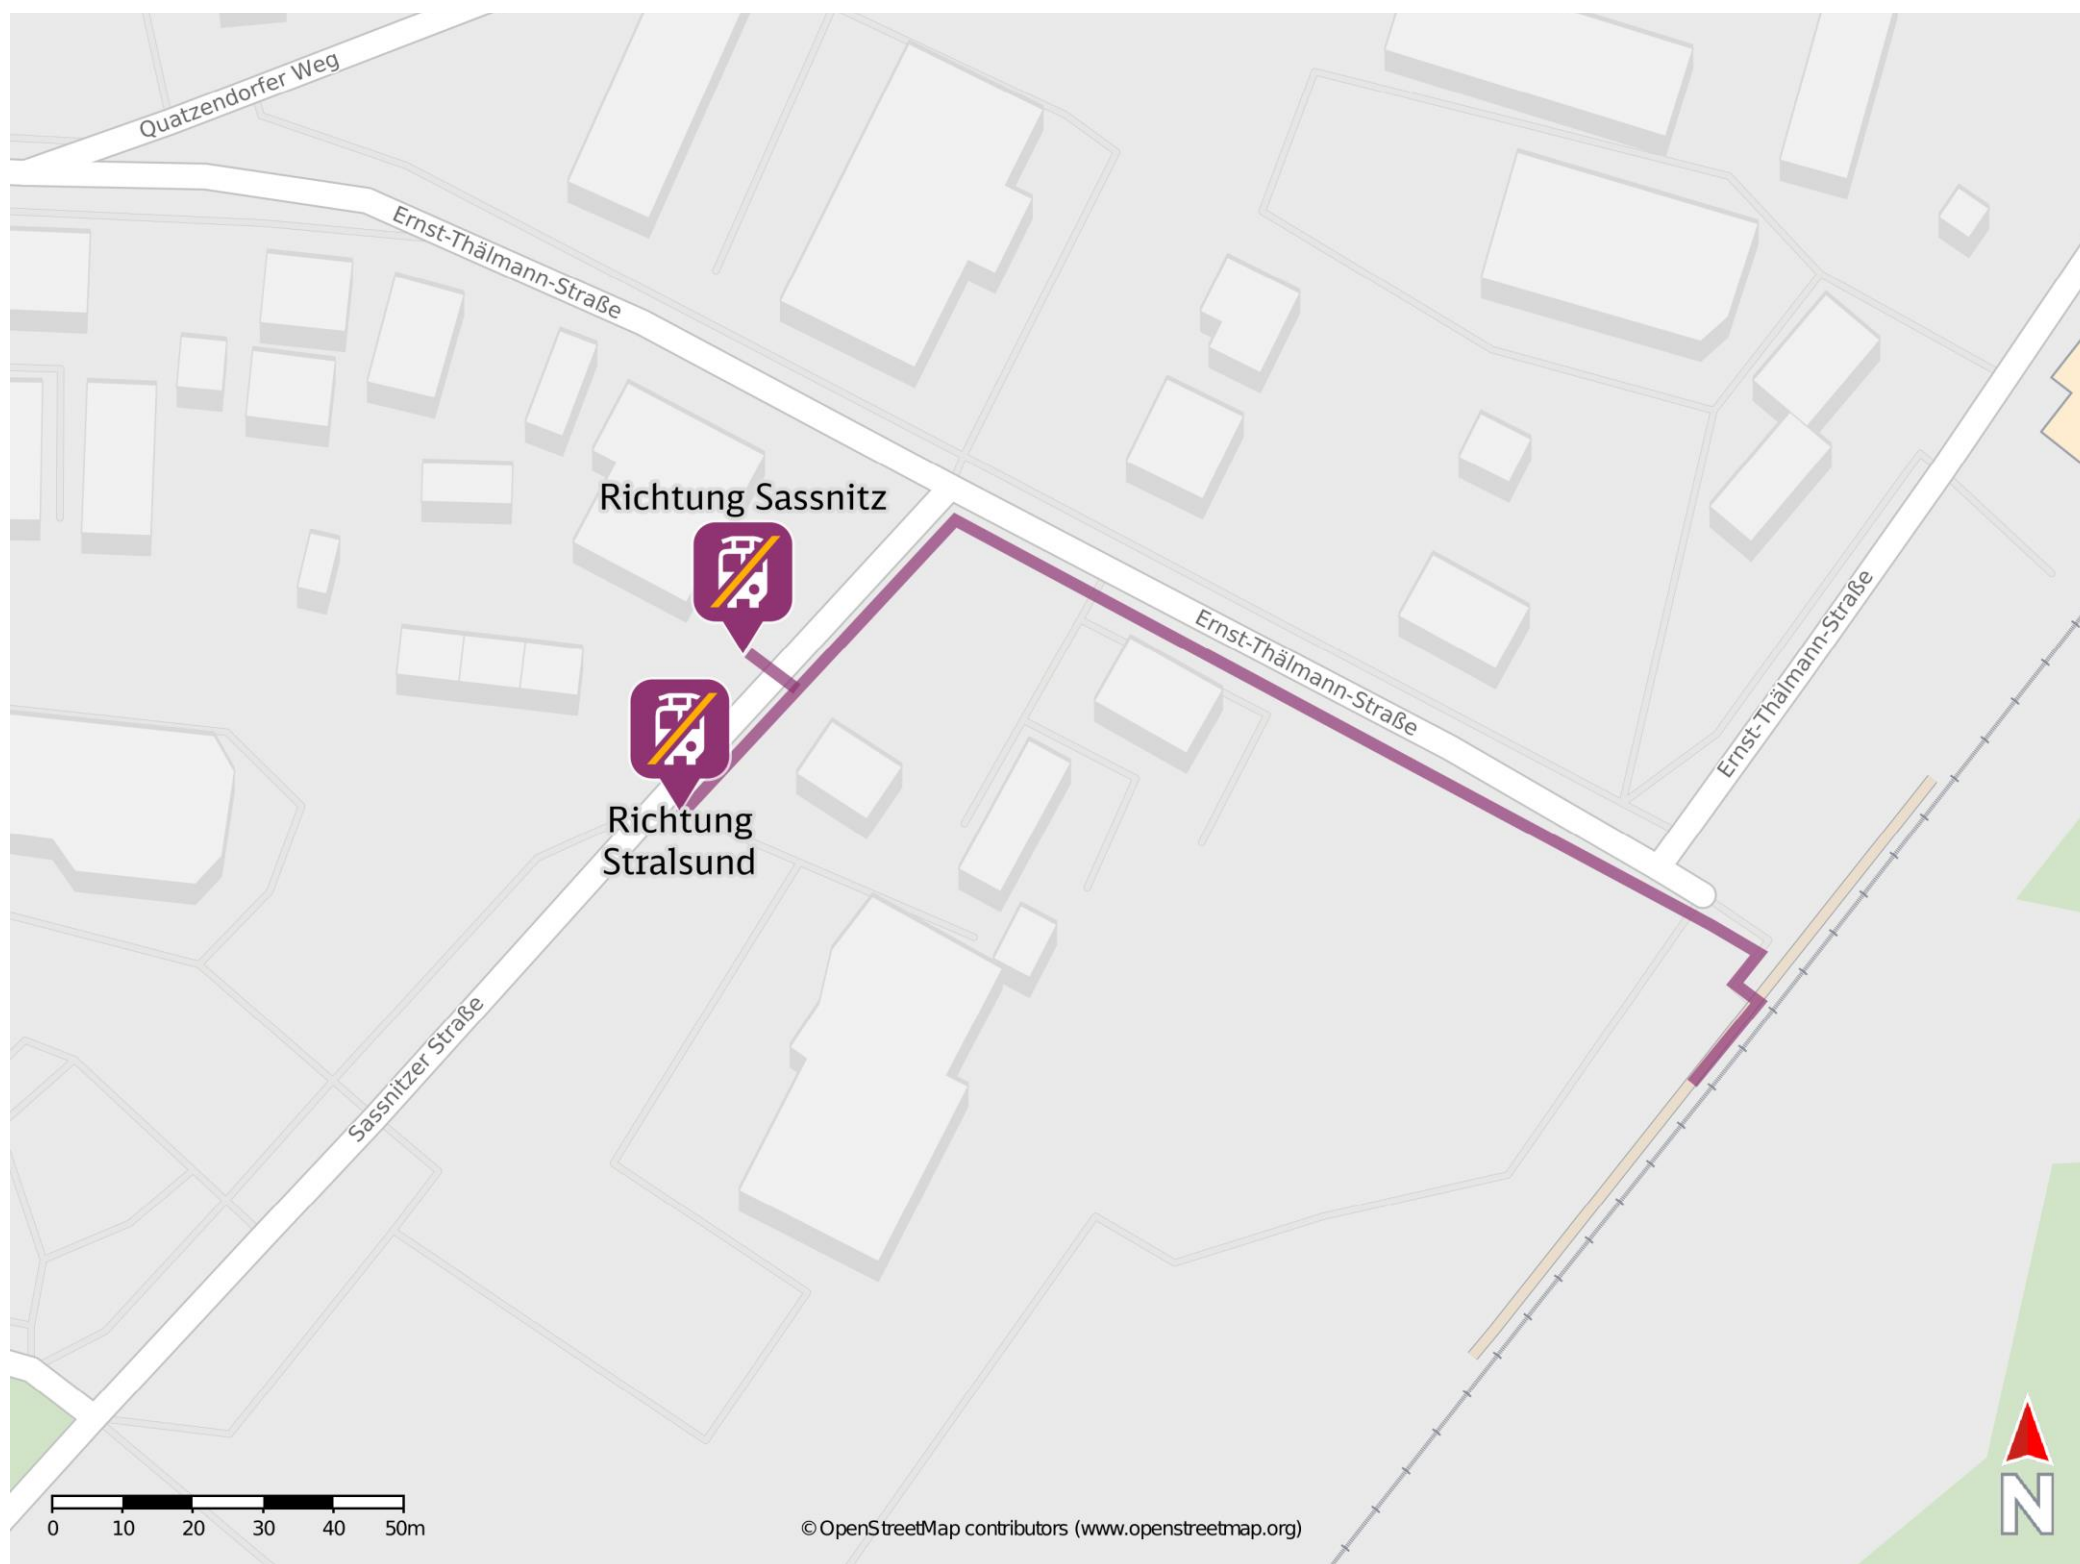 Quatzendorfer Weg
Ernst-Thälmann-Straße
Richtung Sassnitz
Ernst-Thälmann-Straße
Ernst-Thälmann-Straße
Richtung
Stralsund
Sassnitzer Straße
0 10 20 30 40 50m
© OpenStreetMap contributors (www.openstreetmap.org)
N